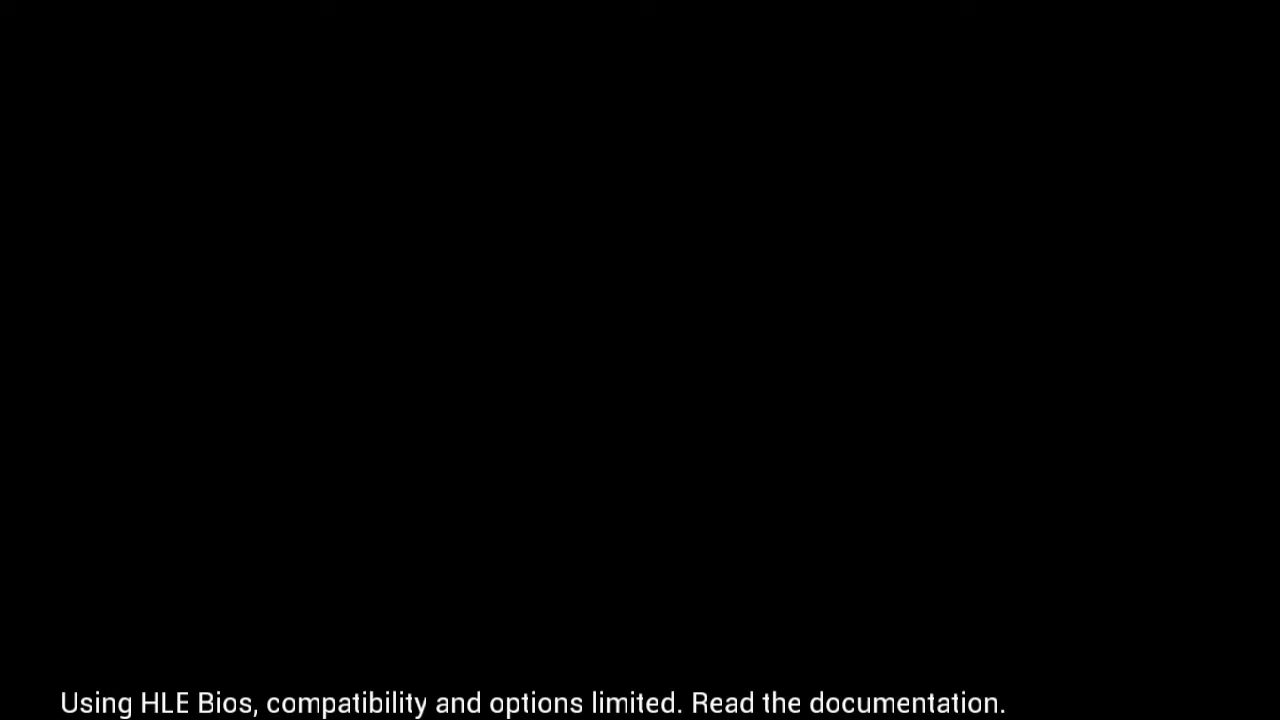 Using HLE Bios, compatibility and options limited. Read the documentation.